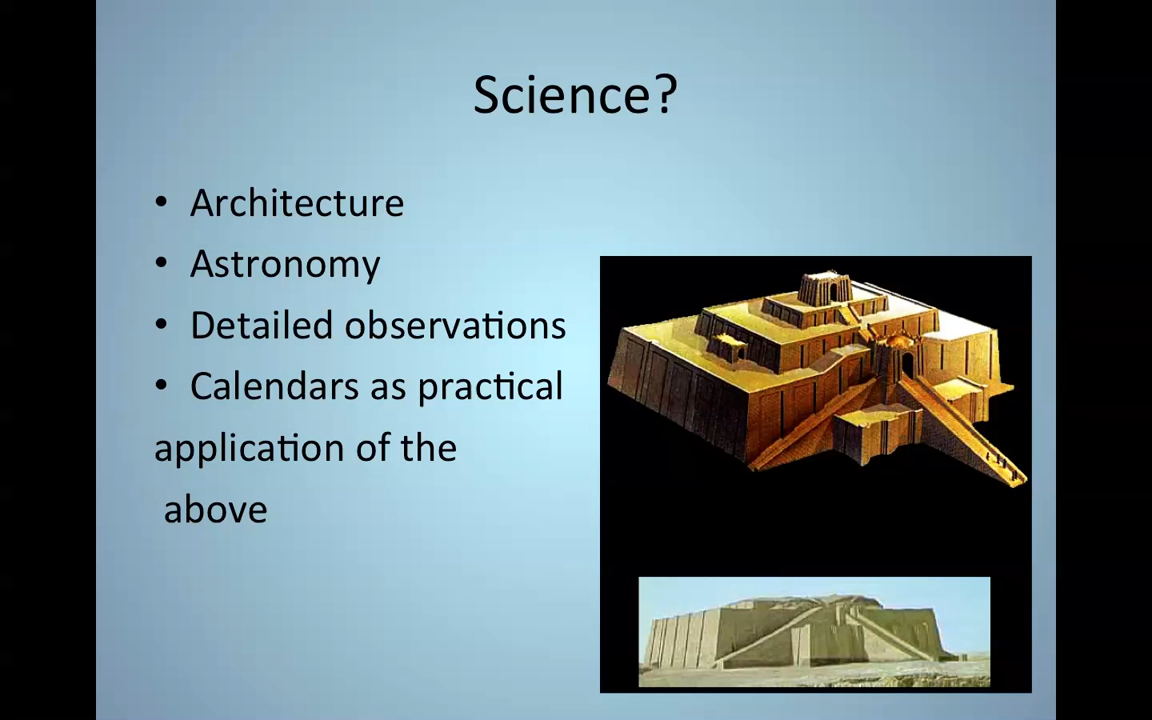 Science?
• Architecture
• Astronomy
• Detailed observations
• Calendars as practical
application of the
above